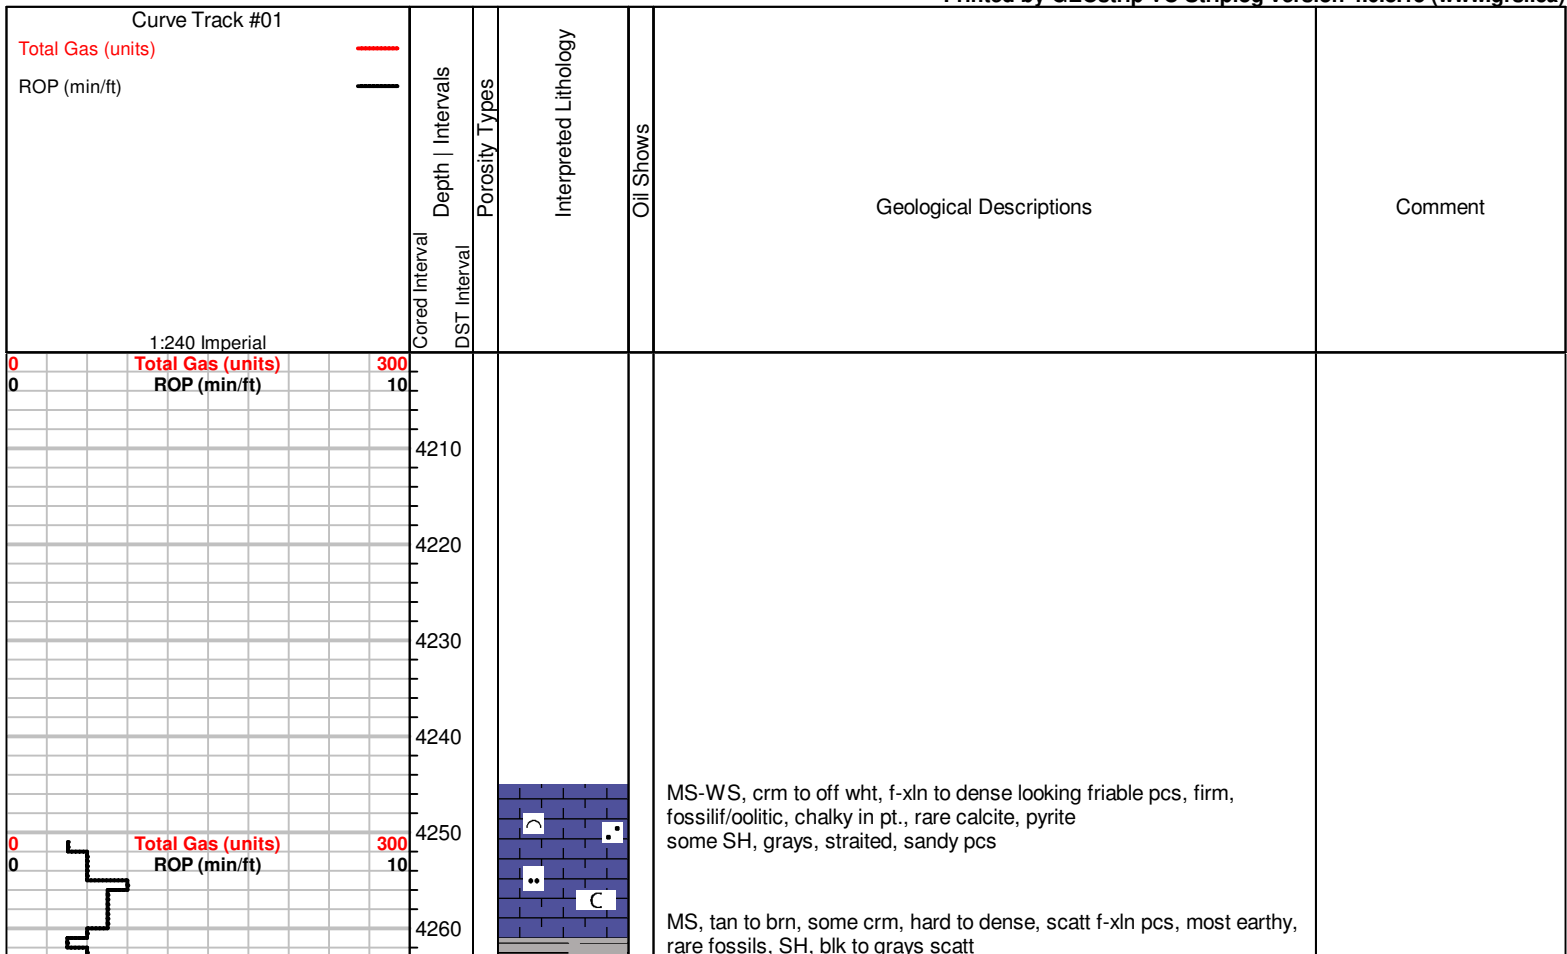 Curve Track #01
Total Gas (units)
ROP (min/ft)
1:240 Imperial
Cored Interval
Depth | Intervals
DST Interval
Porosity Types
Interpreted Lithology
Oil Shows
Geological Descriptions
Comment
0 Total Gas (units) 300
0 ROP (min/ft) 10
4210
4220
4230
4240
MS-WS, crm to off wht, f-xln to dense looking friable pcs, firm,
fossilif/oolitic, chalky in pt., rare calcite, pyrite
some SH, grays, straited, sandy pcs
4250
0 Total Gas (units) 300
0 ROP (min/ft) 10
C
MS, tan to brn, some crm, hard to dense, scatt f-xln pcs, most earthy,
rare fossils, SH, blk to grays scatt
4260